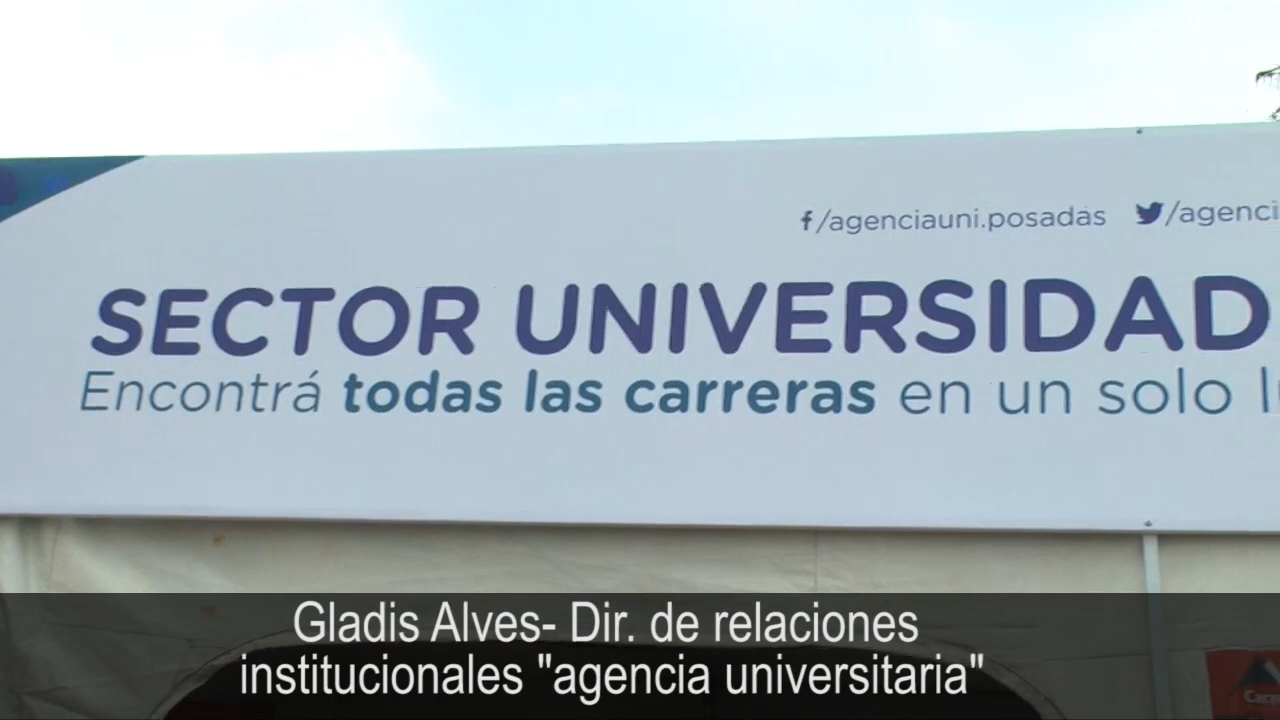 f/agenciauni.posadas /agenci
SECTOR UNIVERSIDAD
Encontrá todas las carreras en un solo
Gladis Alves- Dir. de relaciones
institucionales "agencia universitaria"